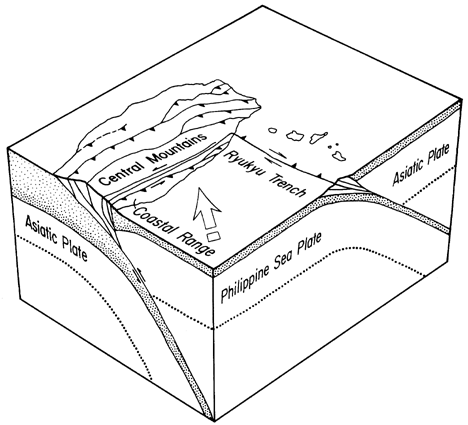 Central Mountains
Ryukyu Trench
Asiatic Plate
Coastal Range
Asiatic Plate
Philippine Sea Plate